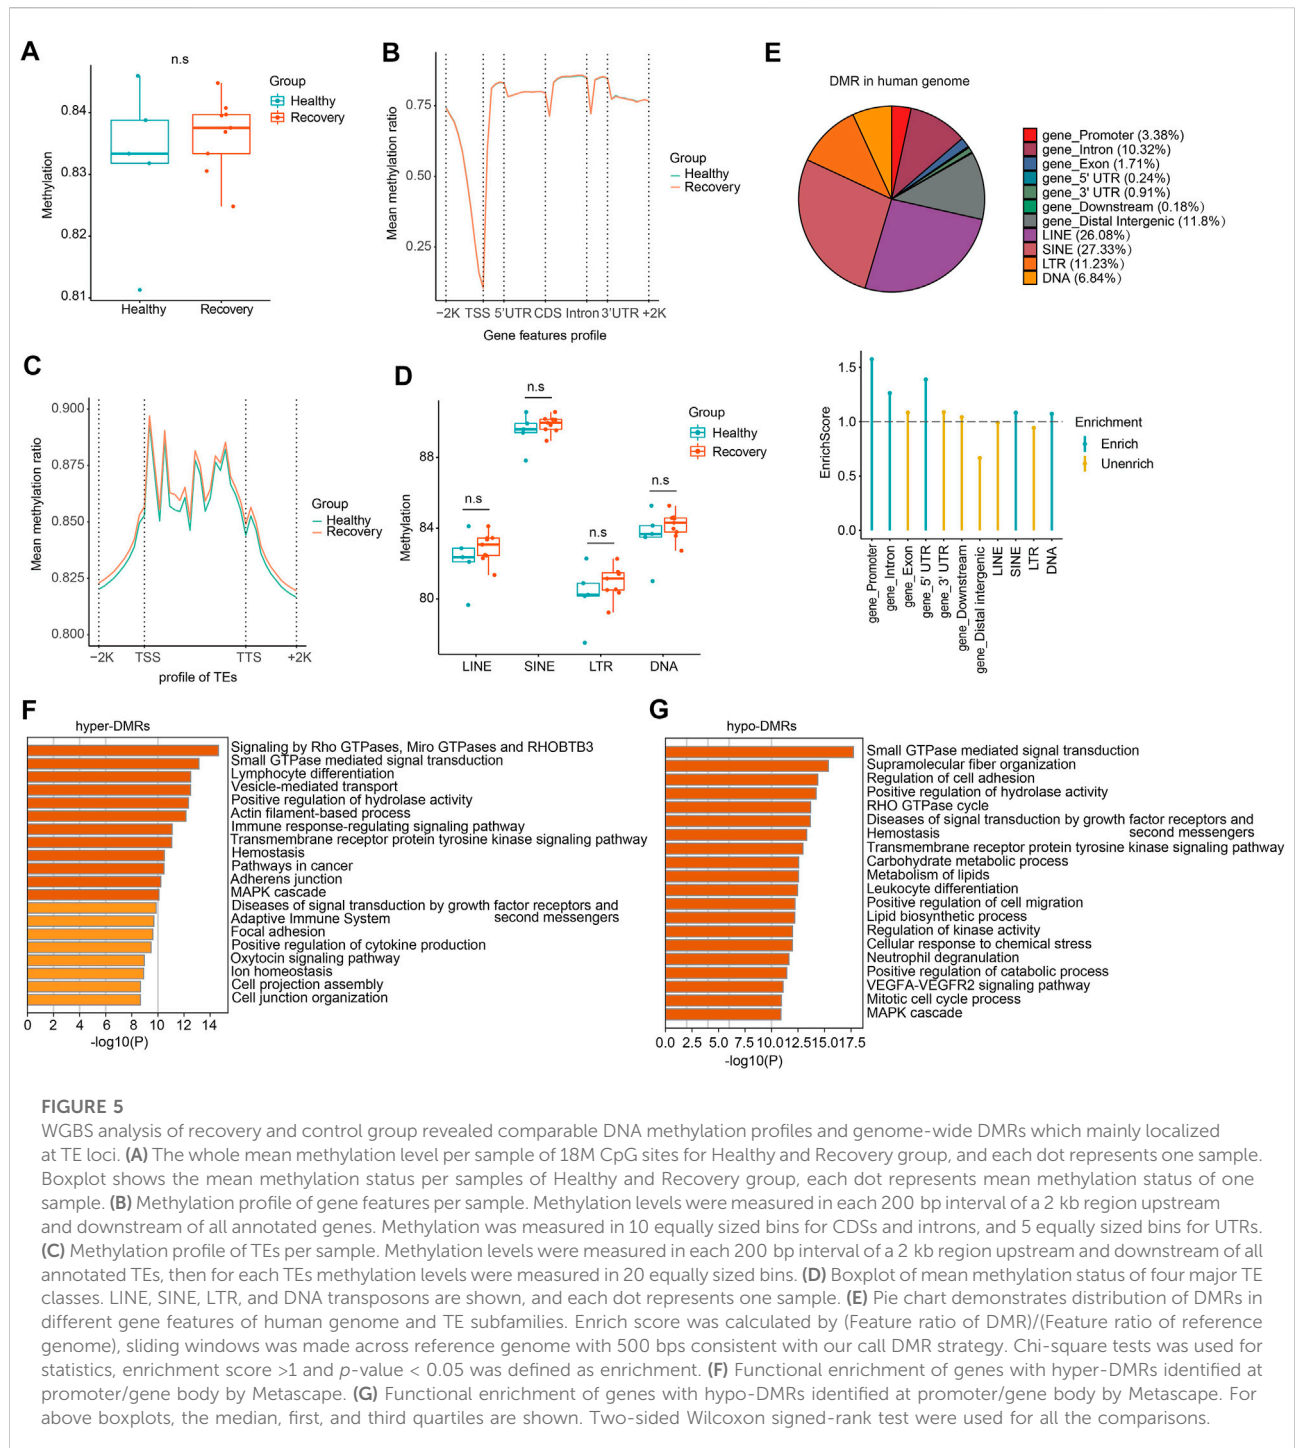 A
n.s
Methylation
0.84
0.83
0.82
0.81
Healthy
Recovery
Group
Healthy
Recovery
B
Mean methylation ratio
0.75
0.50
0.25
−2K TSS 5'UTR CDS Intron 3'UTR +2K
Gene features profile
Group
Healthy
Recovery
E
DMR in human genome
gene_Promoter (3.38%)
gene_Intron (10.32%)
gene_Exon (1.71%)
gene_5' UTR (0.24%)
gene_3' UTR (0.91%)
gene_Downstream (0.18%)
gene_Distal Intergenic (11.8%)
LINE (26.08%)
SINE (27.33%)
LTR (11.23%)
DNA (6.84%)
C
Mean methylation ratio
0.900
0.875
0.850
0.825
0.800
−2K TSS TTS +2K
profile of TEs
Group
Healthy
Recovery
D
Methylation
88
84
80
n.s
n.s
n.s
n.s
LINE SINE LTR DNA
Group
Healthy
Recovery
EnrichScore
1.5
1.0
0.5
0.0
gene_Promoter
gene_Intron
gene_Exon
gene_5' UTR
gene_3' UTR
gene_Downstream
gene_Distal intergenic
LINE
SINE
LTR
DNA
Enrichment
Enrich
Unenrich
F
hyper-DMRs
Signaling by Rho GTPases, Miro GTPases and RHOBTB3
Small GTPase mediated signal transduction
Lymphocyte differentiation
Vesicle-mediated transport
Positive regulation of hydrolase activity
Actin filament-based process
Immune response-regulating signaling pathway
Transmembrane receptor protein tyrosine kinase signaling pathway
Hemostasis
Pathways in cancer
Adherens junction
MAPK cascade
Diseases of signal transduction by growth factor receptors and
second messengers
Adaptive Immune System
Focal adhesion
Positive regulation of cytokine production
Oxytocin signaling pathway
Ion homeostasis
Cell projection assembly
Cell junction organization
0 2 4 6 8 10 12 14
-log10(P)
G
hypo-DMRs
Small GTPase mediated signal transduction
Supramolecular fiber organization
Regulation of cell adhesion
Positive regulation of hydrolase activity
RHO GTPase cycle
Diseases of signal transduction by growth factor receptors and
second messengers
Hemostasis
Transmembrane receptor protein tyrosine kinase signaling pathway
Carbohydrate metabolic process
Metabolism of lipids
Leukocyte differentiation
Positive regulation of cell migration
Lipid biosynthetic process
Regulation of kinase activity
Cellular response to chemical stress
Neutrophil degranulation
Positive regulation of catabolic process
VEGFA-VEGFR2 signaling pathway
Mitotic cell cycle process
MAPK cascade
0.0 2.5 5.0 7.5 10.0 12.5 15.0 17.5
-log10(P)
FIGURE 5
WGBS analysis of recovery and control group revealed comparable DNA methylation profiles and genome-wide DMRs which mainly localized
at TE loci. (A) The whole mean methylation level per sample of 18M CpG sites for Healthy and Recovery group, and each dot represents one sample.
Boxplot shows the mean methylation status per samples of Healthy and Recovery group, each dot represents mean methylation status of one
sample. (B) Methylation profile of gene features per sample. Methylation levels were measured in each 200 bp interval of a 2 kb region upstream
and downstream of all annotated genes. Methylation was measured in 10 equally sized bins for CDSs and introns, and 5 equally sized bins for UTRs.
(C) Methylation profile of TEs per sample. Methylation levels were measured in each 200 bp interval of a 2 kb region upstream and downstream of all
annotated TEs, then for each TEs methylation levels were measured in 20 equally sized bins. (D) Boxplot of mean methylation status of four major TE
classes. LINE, SINE, LTR, and DNA transposons are shown, and each dot represents one sample. (E) Pie chart demonstrates distribution of DMRs in
different gene features of human genome and TE subfamilies. Enrich score was calculated by (Feature ratio of DMR)/(Feature ratio of reference
genome), sliding windows was made across reference genome with 500 bps consistent with our call DMR strategy. Chi-square tests was used for
statistics, enrichment score >1 and p-value < 0.05 was defined as enrichment. (F) Functional enrichment of genes with hyper-DMRs identified at
promoter/gene body by Metascape. (G) Functional enrichment of genes with hypo-DMRs identified at promoter/gene body by Metascape. For
above boxplots, the median, first, and third quartiles are shown. Two-sided Wilcoxon signed-rank test were used for all the comparisons.